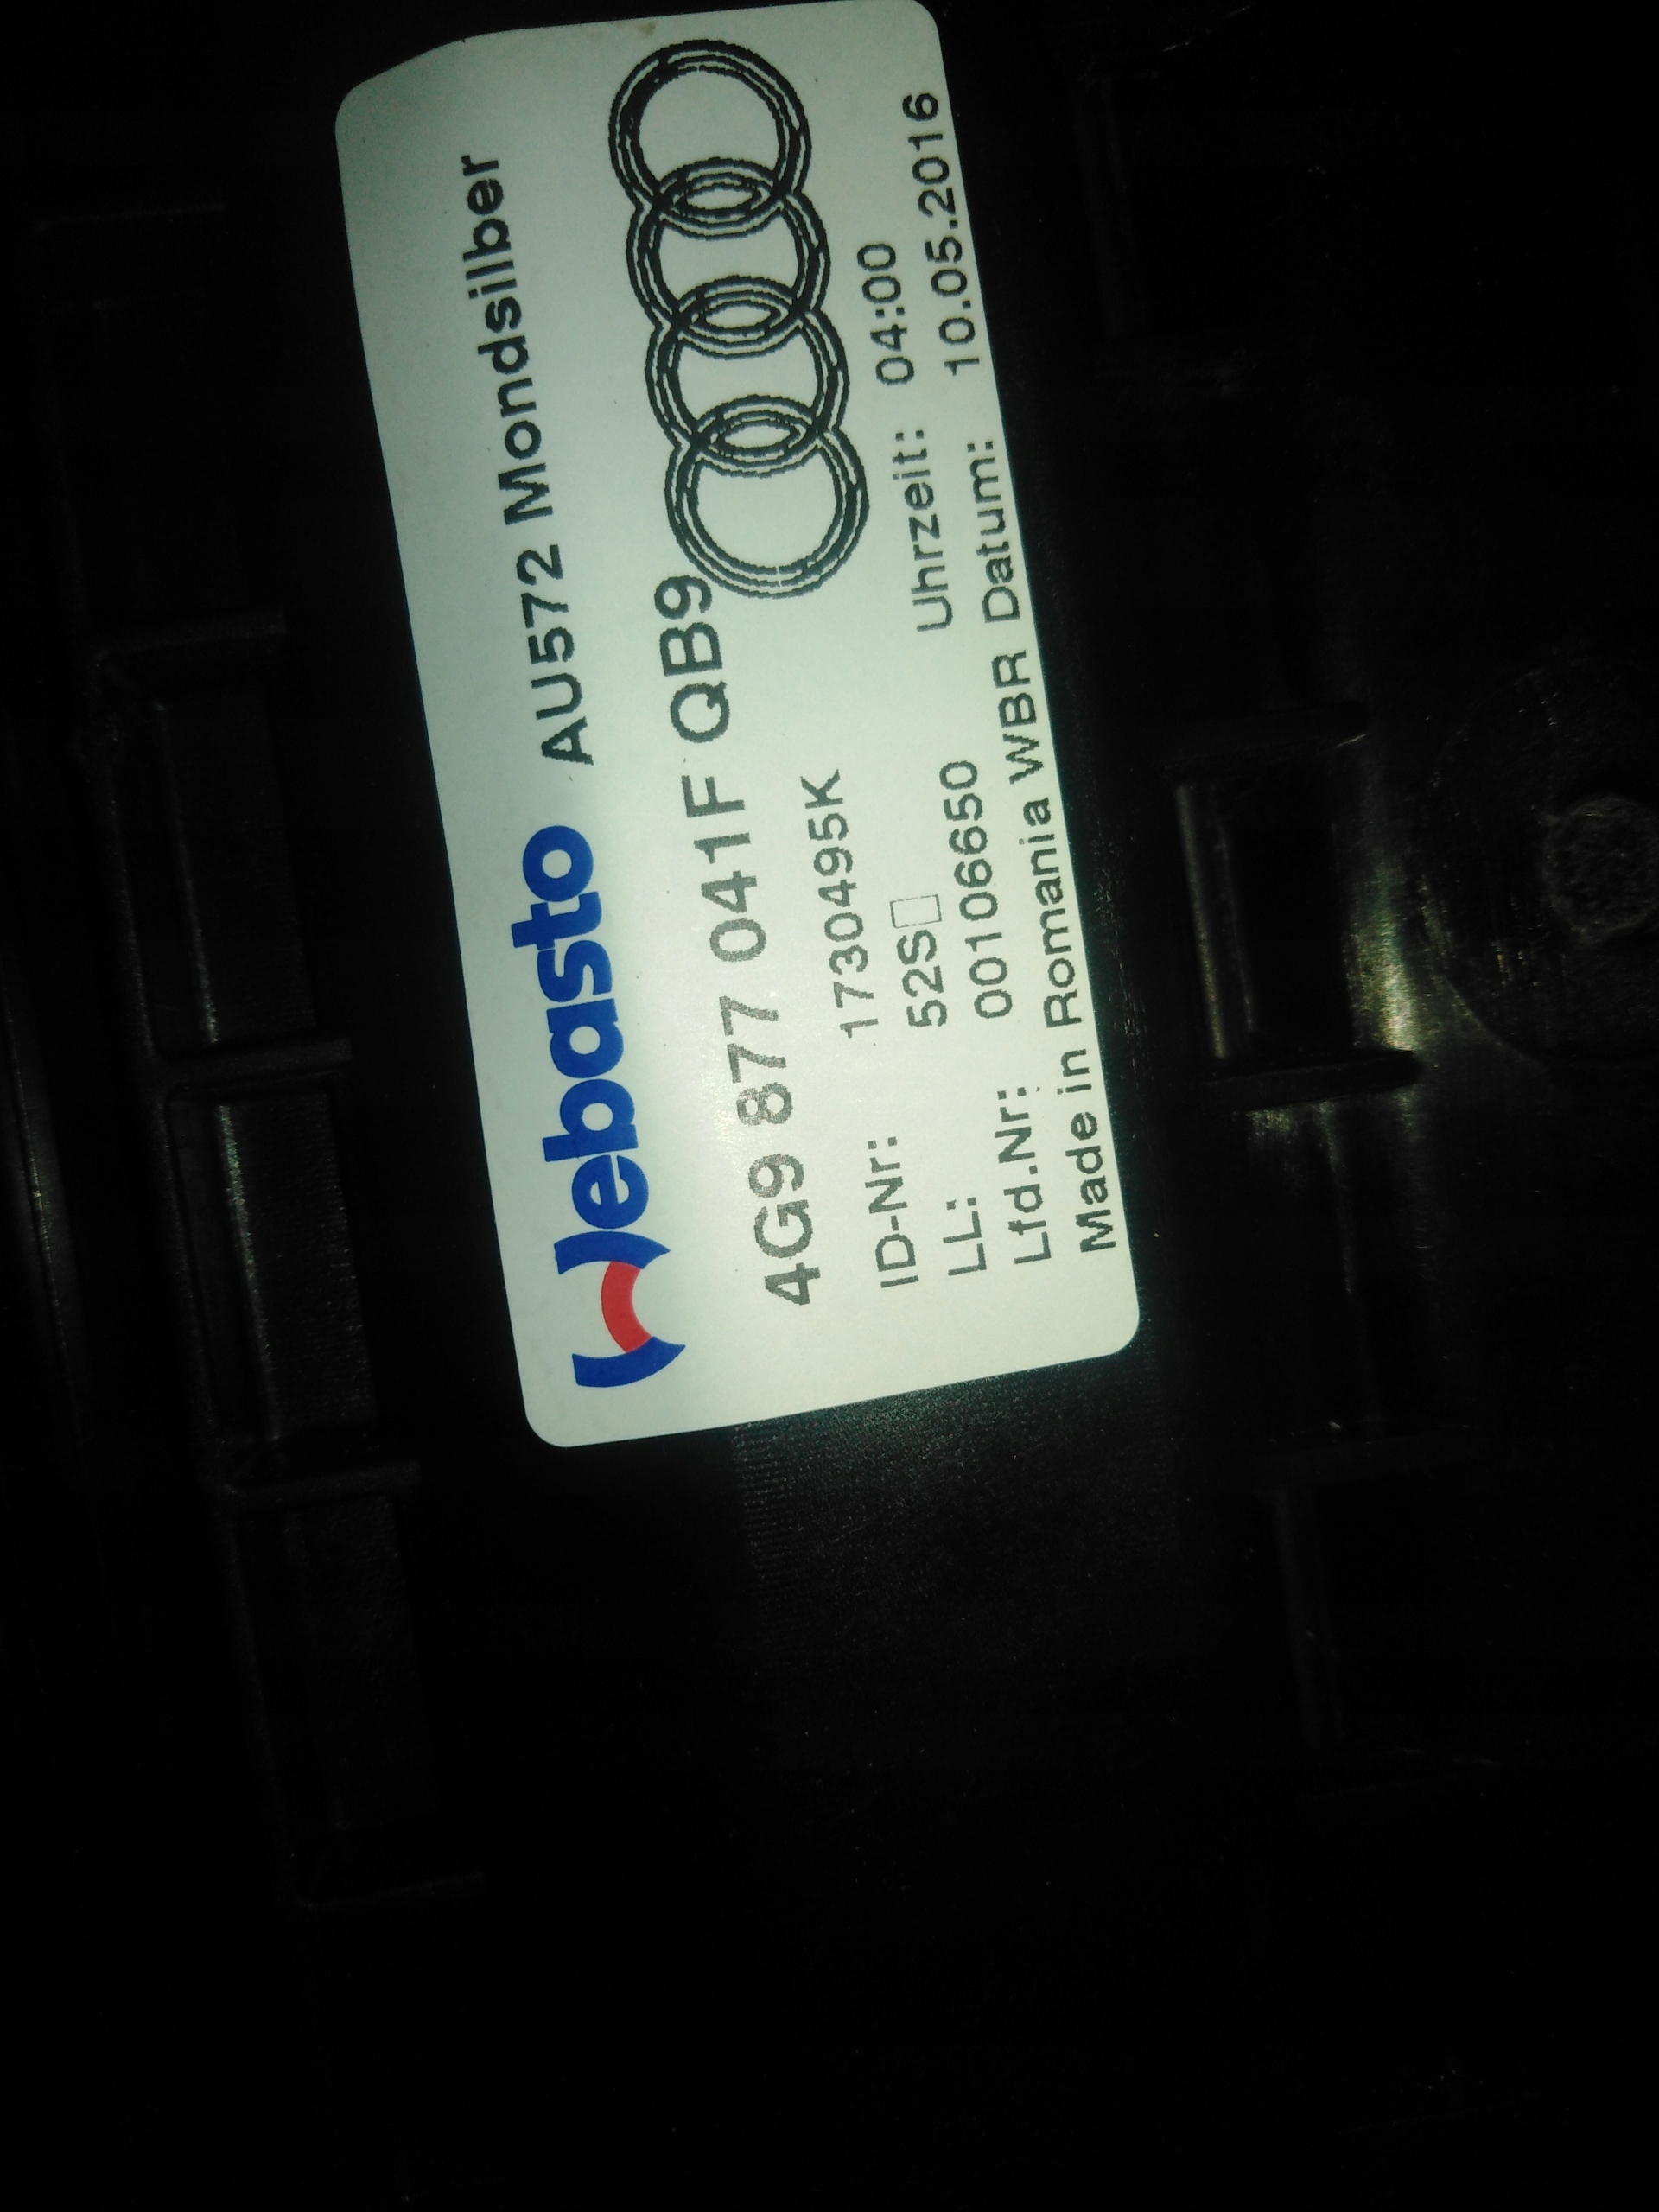 Webasto AU572 Mondsilber
4G9 877 041F QB9
ID-Nr: 1730495K
LL: 52S□ Uhrzeit: 04:00
Lfd.Nr: 00106650 Datum: 10.05.2016
Made in Romania WBR